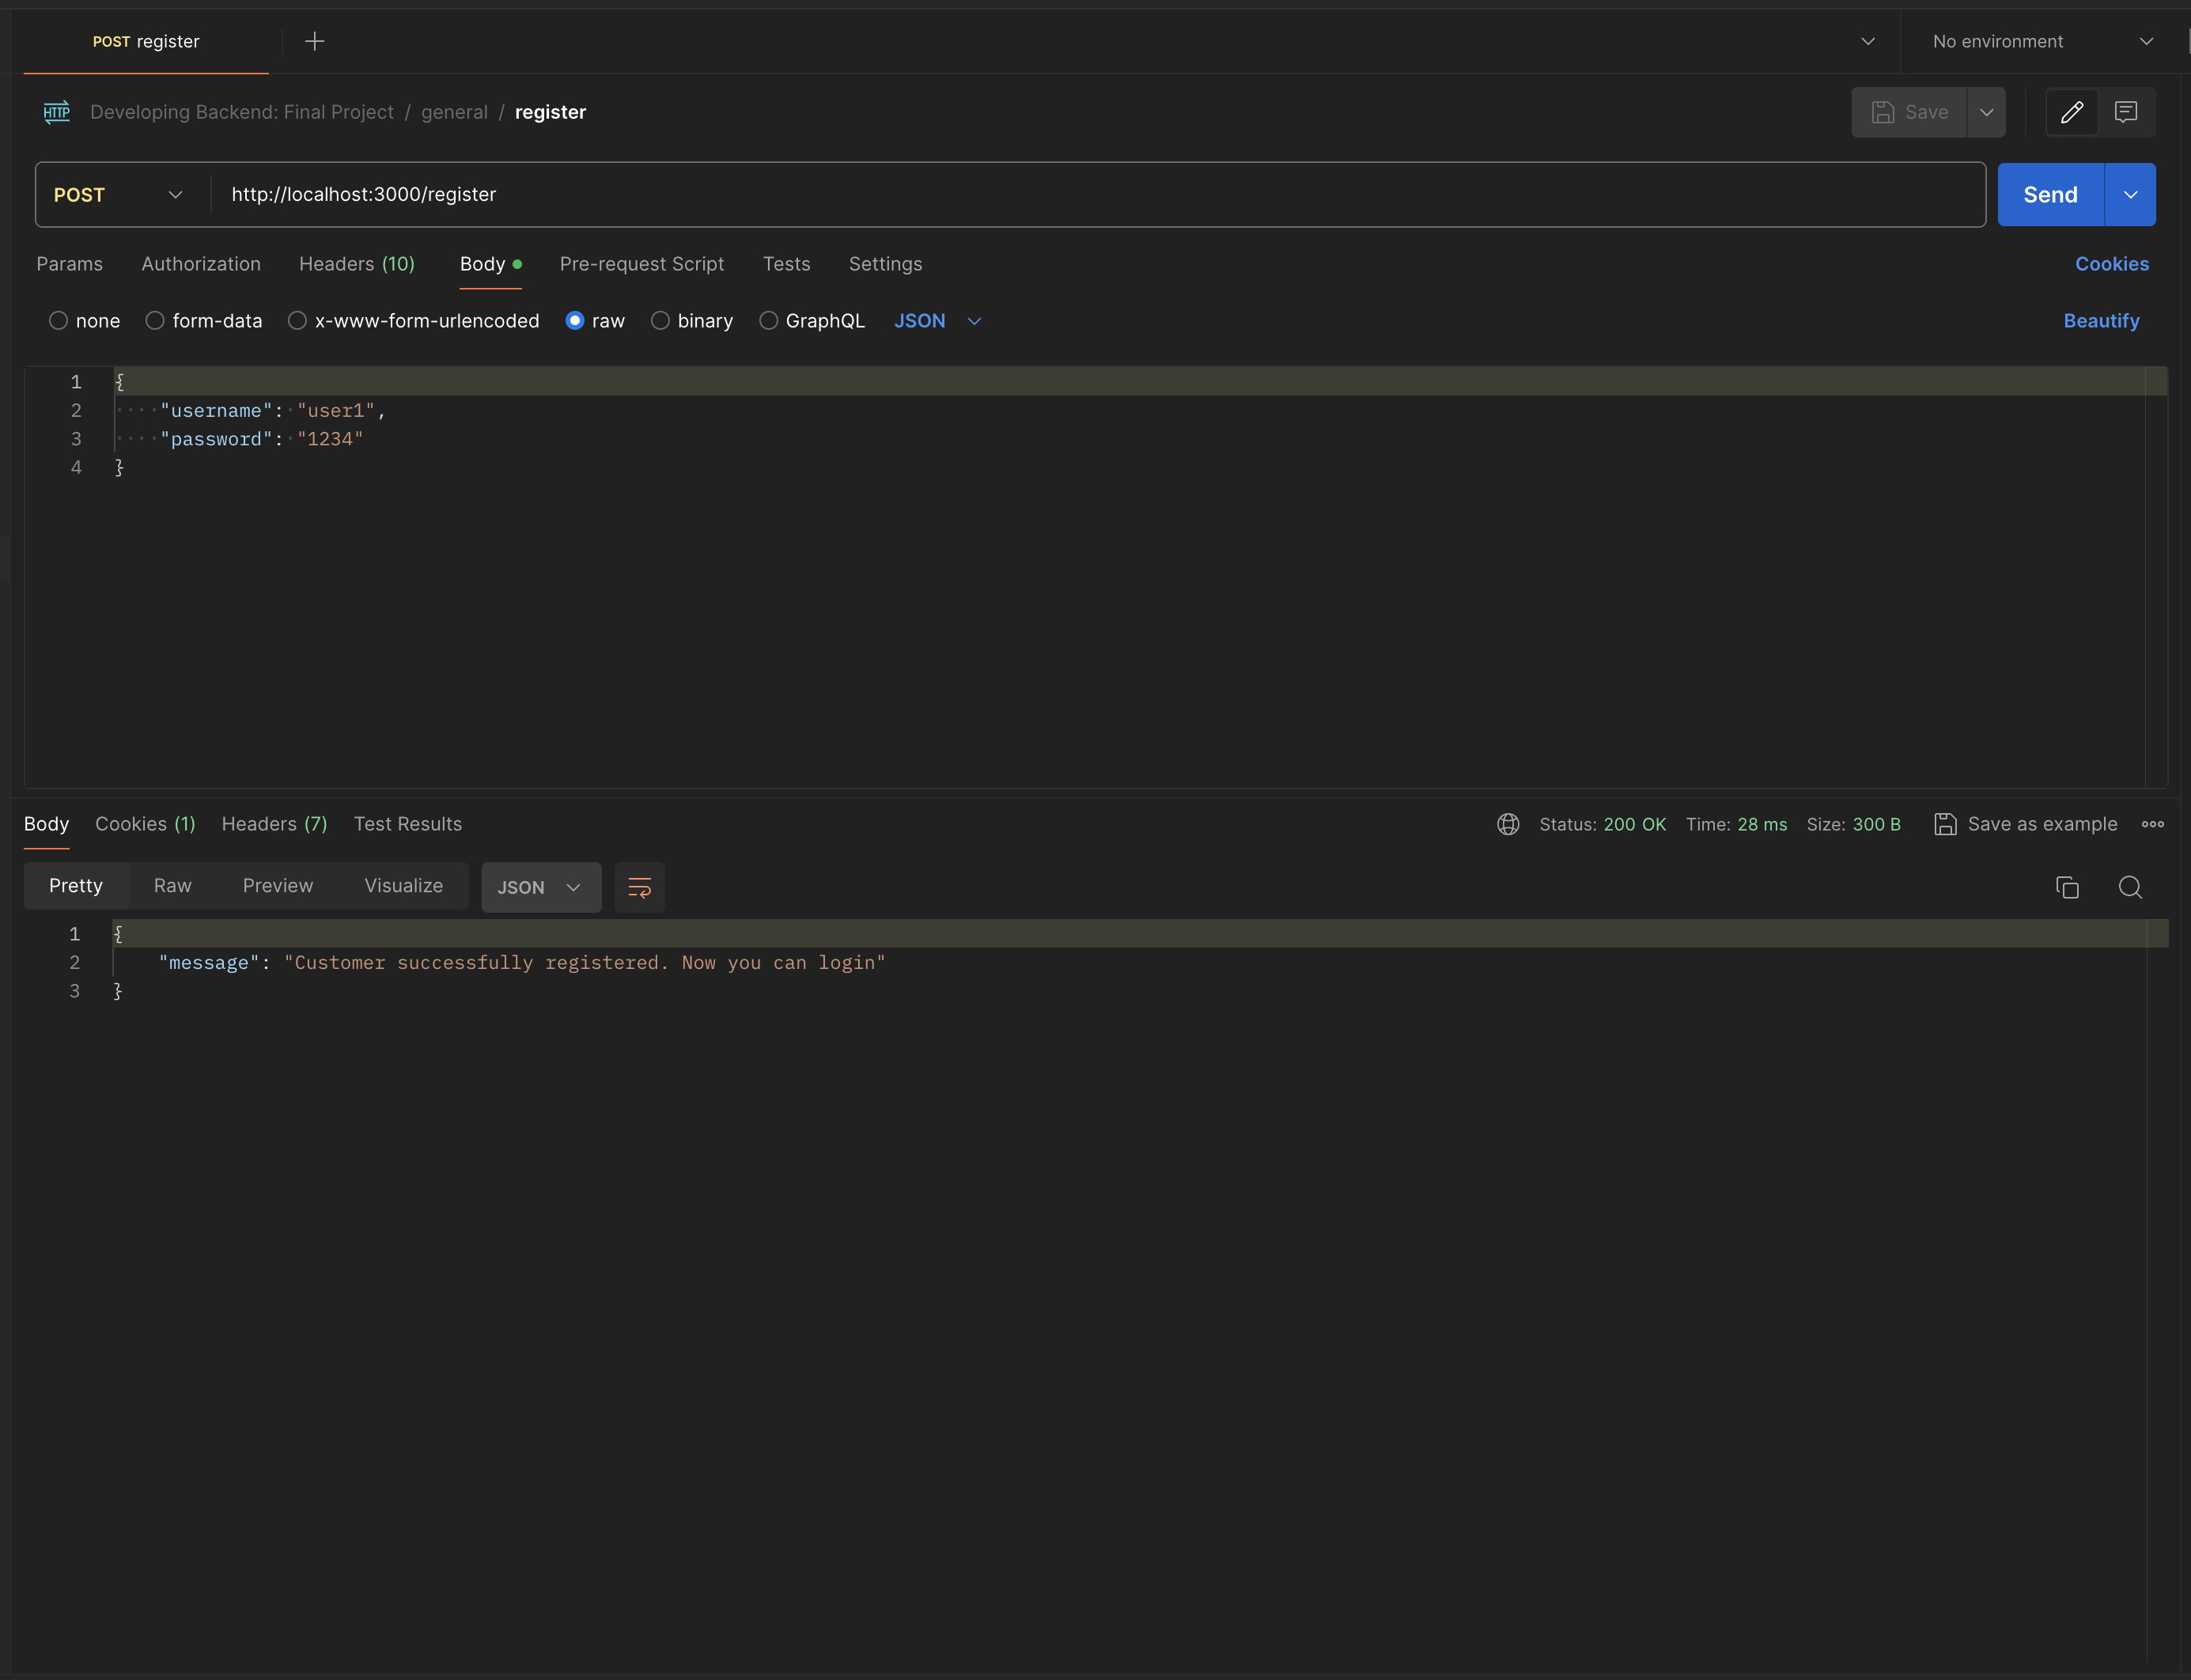 POST register
No environment
HTTP Developing Backend: Final Project / general / register
Save
POST http://localhost:3000/register
Send
Params Authorization Headers (10) Body Pre-request Script Tests Settings Cookies
none form-data x-www-form-urlencoded raw binary GraphQL JSON Beautify
1 {
2 ····"username":·"user1",
3 ····"password":·"1234"
4 }
Body Cookies (1) Headers (7) Test Results Status: 200 OK Time: 28 ms Size: 300 B Save as example
Pretty Raw Preview Visualize JSON
1 {
2 "message": "Customer successfully registered. Now you can login"
3 }